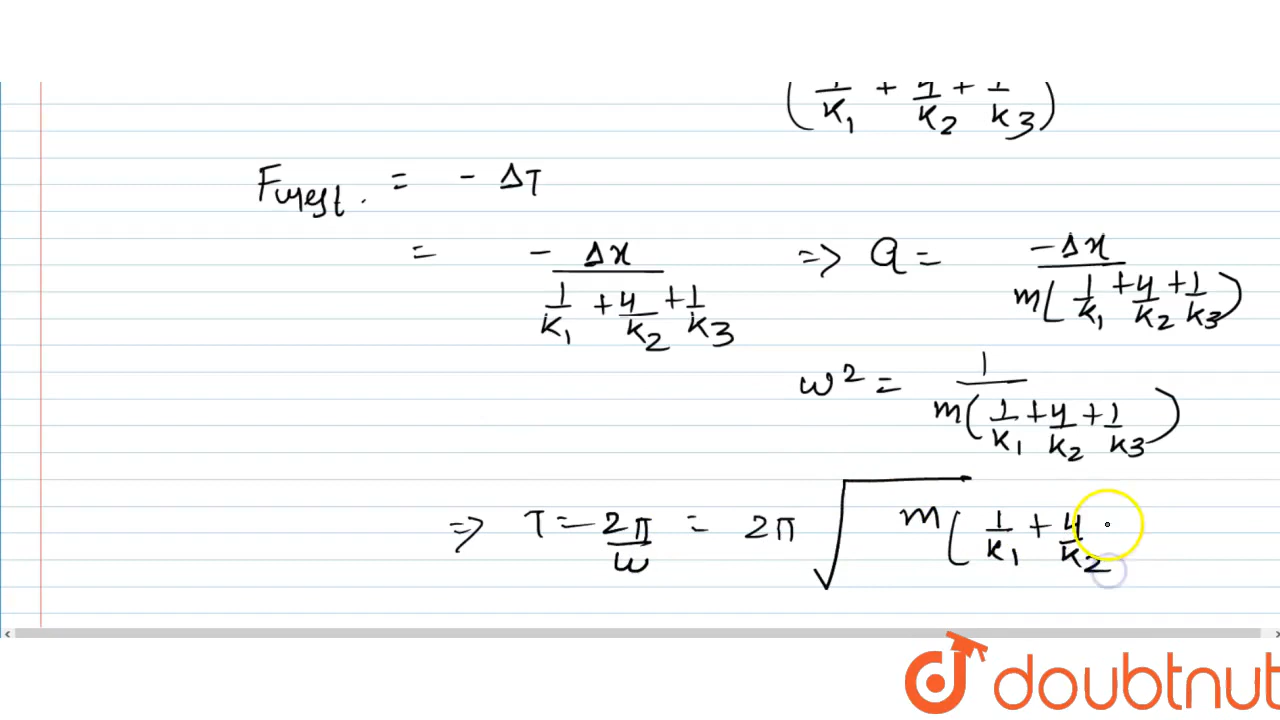 (1/K1 + 4/K2 + 1/K3)
Furest. = - ΔT
= - Δx / (1/K1 + 4/K2 + 1/K3) => a = -Δx / m(1/K1 + 4/K2 + 1/K3)
ω² = 1 / m(1/K1 + 4/K2 + 1/K3)
=> T = 2π/ω = 2π √ m(1/K1 + 4/K2
doubtnut